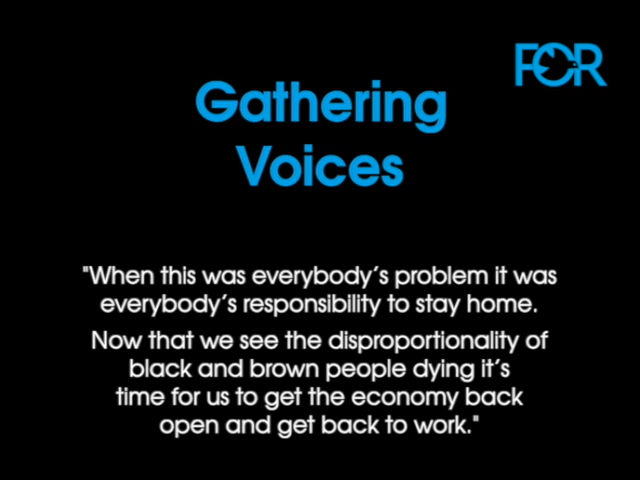 FOR
Gathering
Voices
"When this was everybody's problem it was
everybody's responsibility to stay home.
Now that we see the disproportionality of
black and brown people dying it's
time for us to get the economy back
open and get back to work."